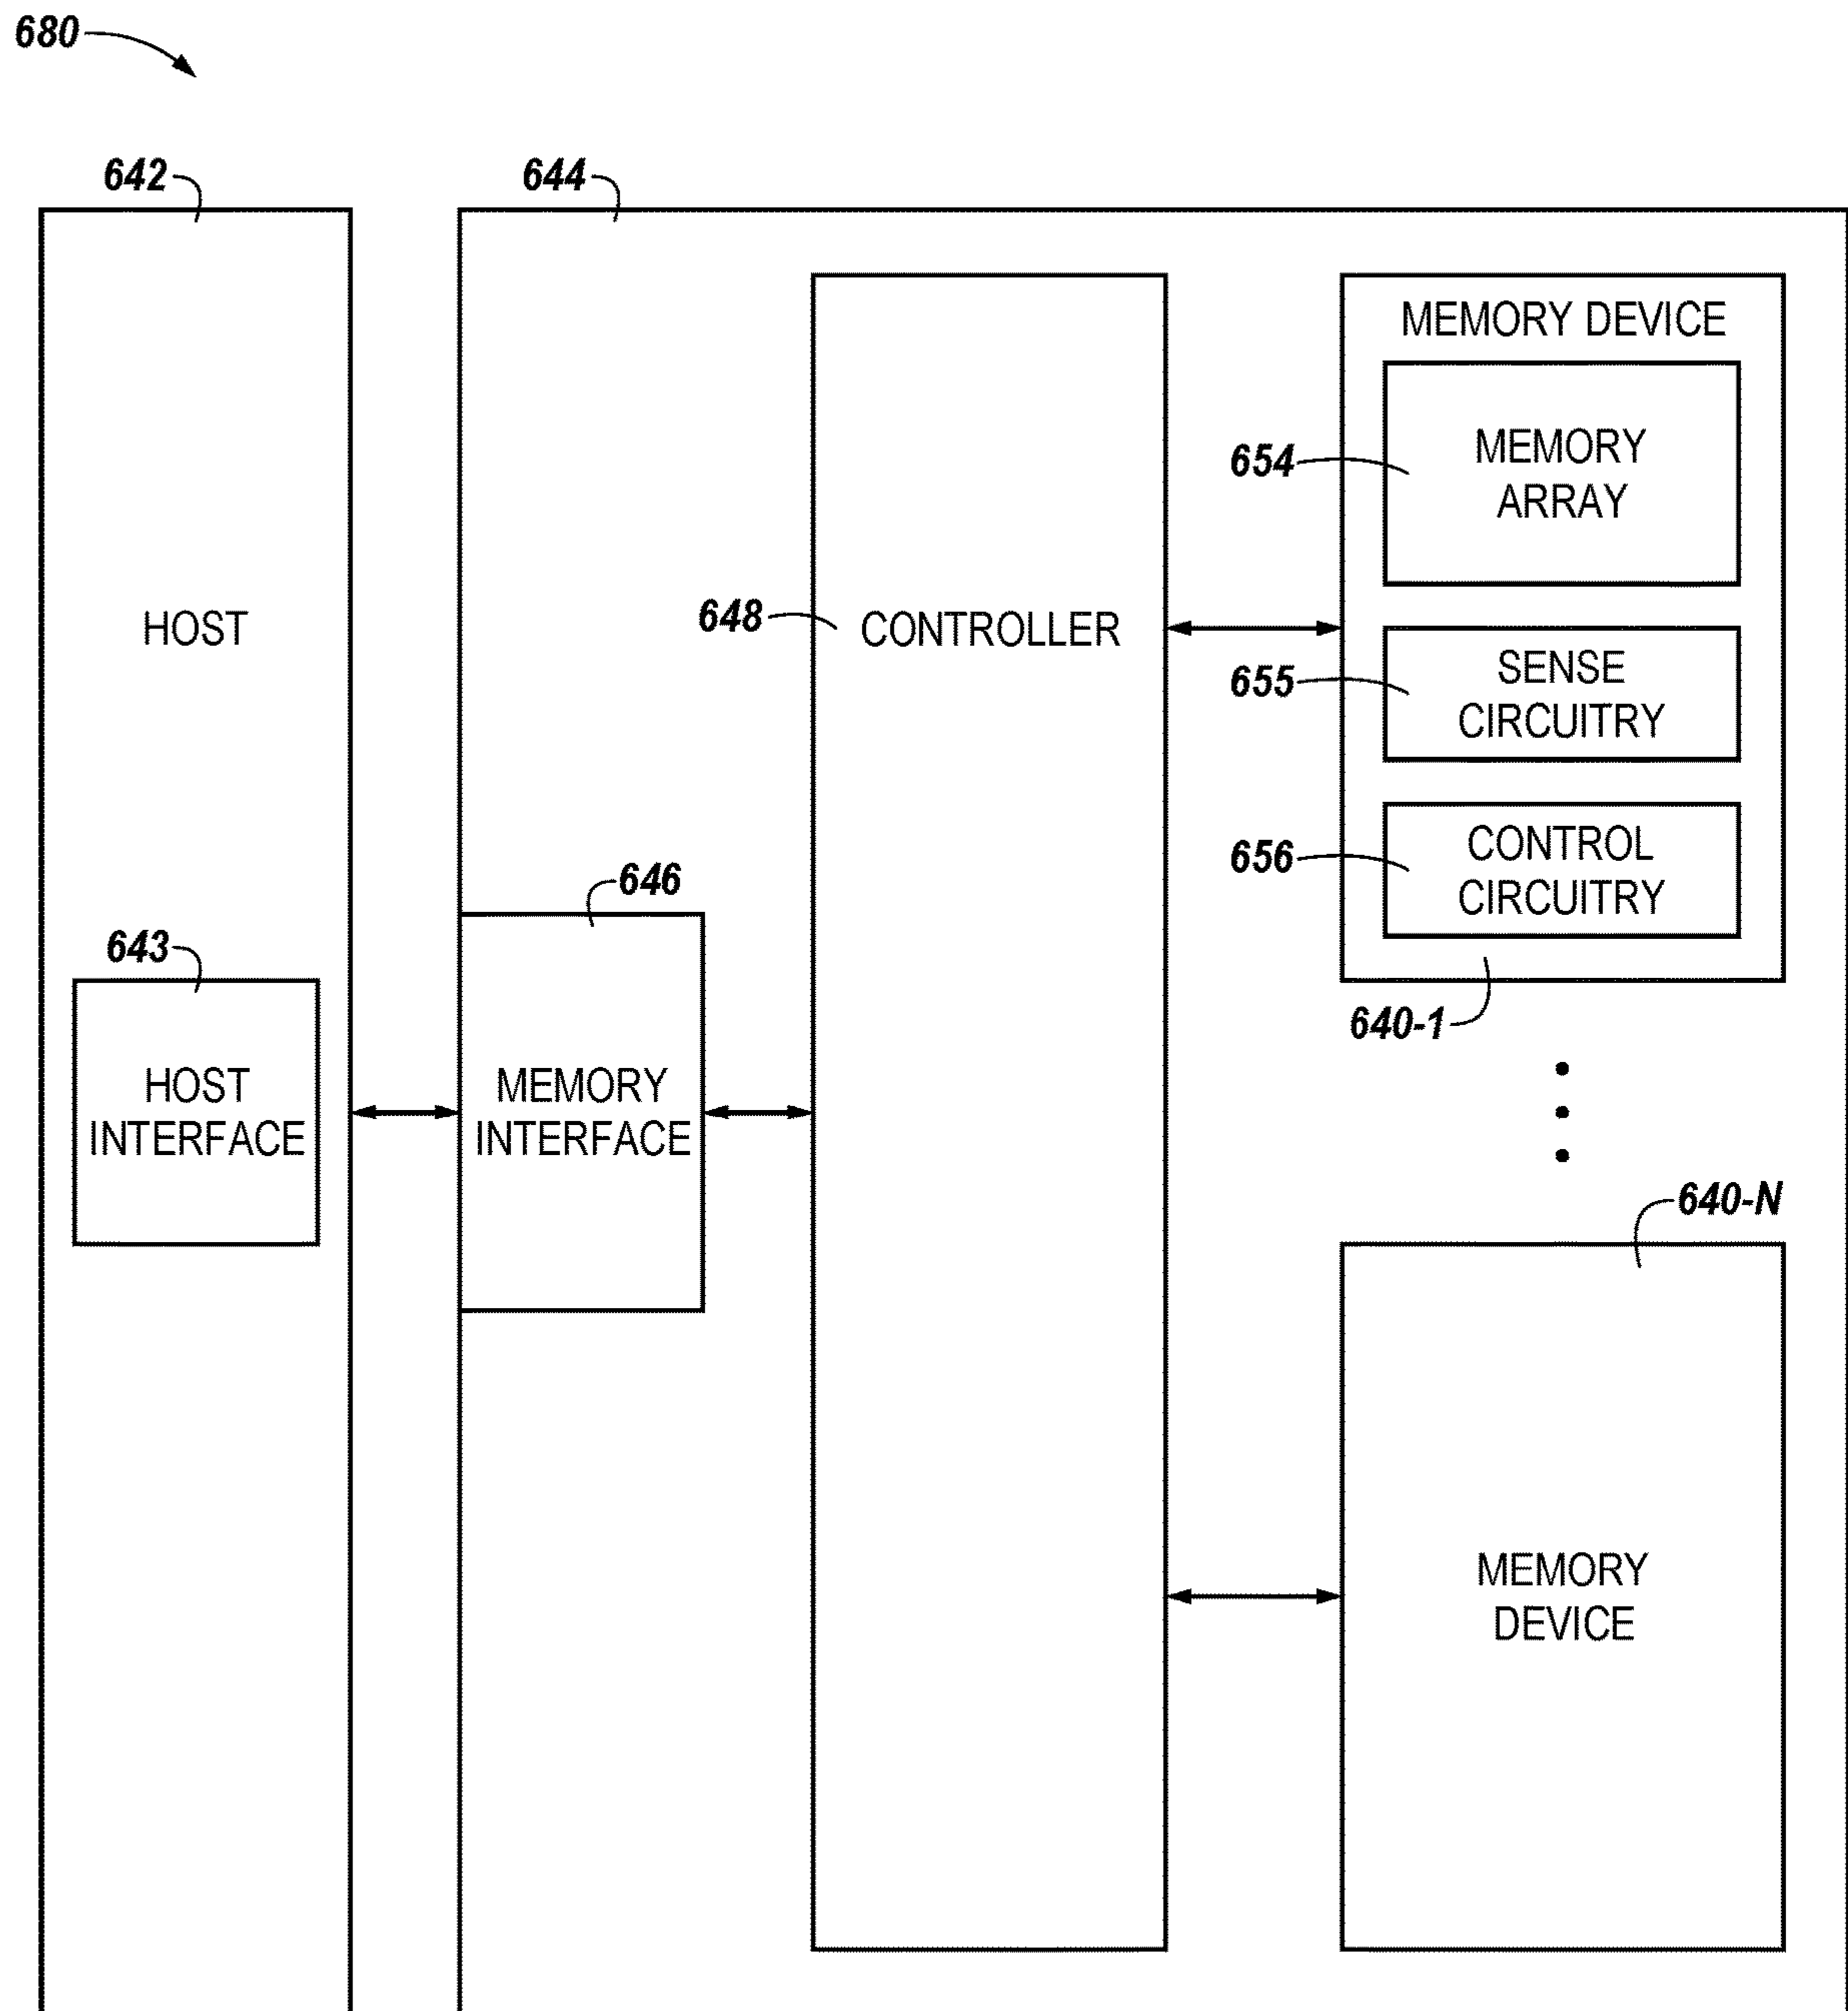 680
642
644
MEMORY DEVICE
654
MEMORY
ARRAY
HOST
648
CONTROLLER
655
SENSE
CIRCUITRY
656
CONTROL
CIRCUITRY
646
643
640-1
HOST
INTERFACE
MEMORY
INTERFACE
640-N
MEMORY
DEVICE